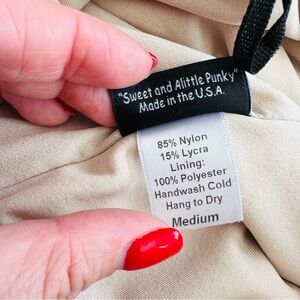 "Sweet and Alittle Punky"
Made in the U.S.A.
85% Nylon
15% Lycra
Lining:
100% Polyester
Handwash Cold
Hang to Dry
Medium